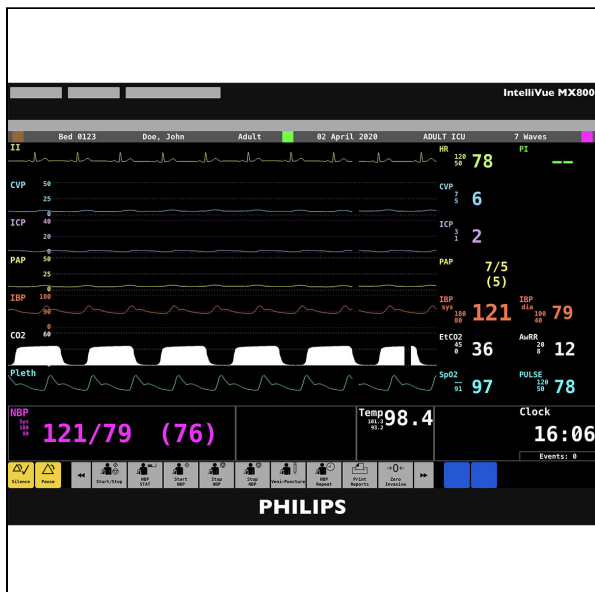 IntelliVue MX800
Bed 0123 Doe, John Adult 02 April 2020 ADULT ICU 7 Waves
II
HR 120 50 78
PI --
CVP 50 25 0
CVP 7 5 6
ICP 40 20 0
ICP 3 1 2
PAP 50 25 0
PAP 7/5 (5)
IBP 180 90 0
IBP sys 180 80 121
IBP dia 100 40 79
CO2 60 0
EtCO2 45 0 36
AwRR 20 8 12
Pleth
SpO2 -- 91 97
PULSE 120 50 78
NBP Sys 180 80 121/79 (76)
Temp 101.3 93.2 98.4
Clock
16:06
Events: 0
Silence Pause Start/Stop NBP STAT Start NBP Stop NBP Stop NBP Veni-Puncture NBP Repeat Print Reports →0← Zero Invasive
PHILIPS